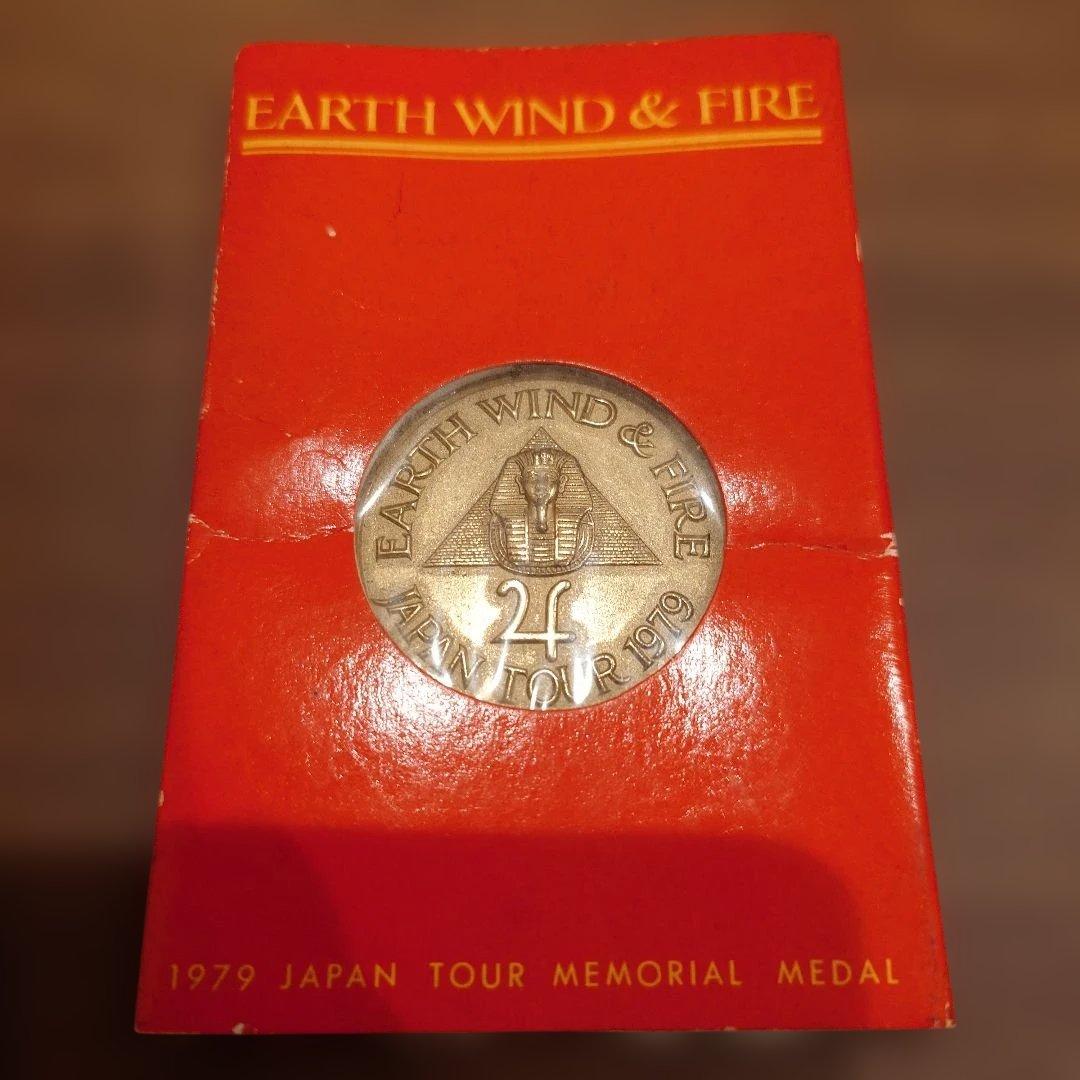 EARTH WIND & FIRE
EARTH WIND & FIRE
♃
JAPAN TOUR 1979
1979 JAPAN TOUR MEMORIAL MEDAL